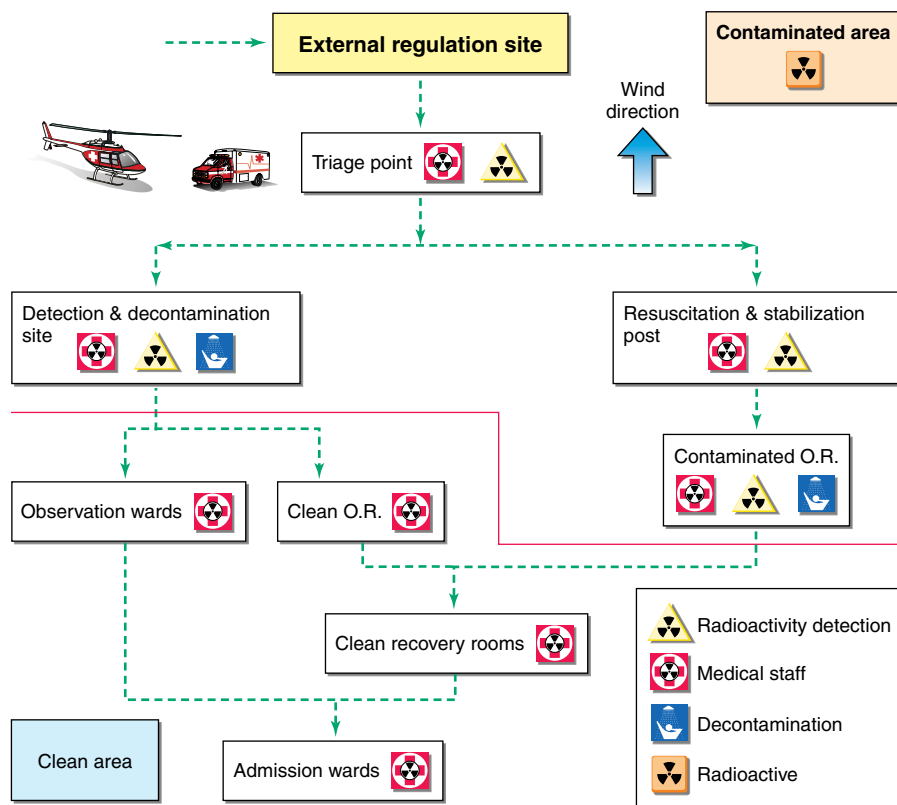 External regulation site
Contaminated area
Wind
direction
Triage point
Detection & decontamination
site
Resuscitation & stabilization
post
Contaminated O.R.
Observation wards
Clean O.R.
Clean recovery rooms
Radioactivity detection
Medical staff
Decontamination
Radioactive
Clean area
Admission wards